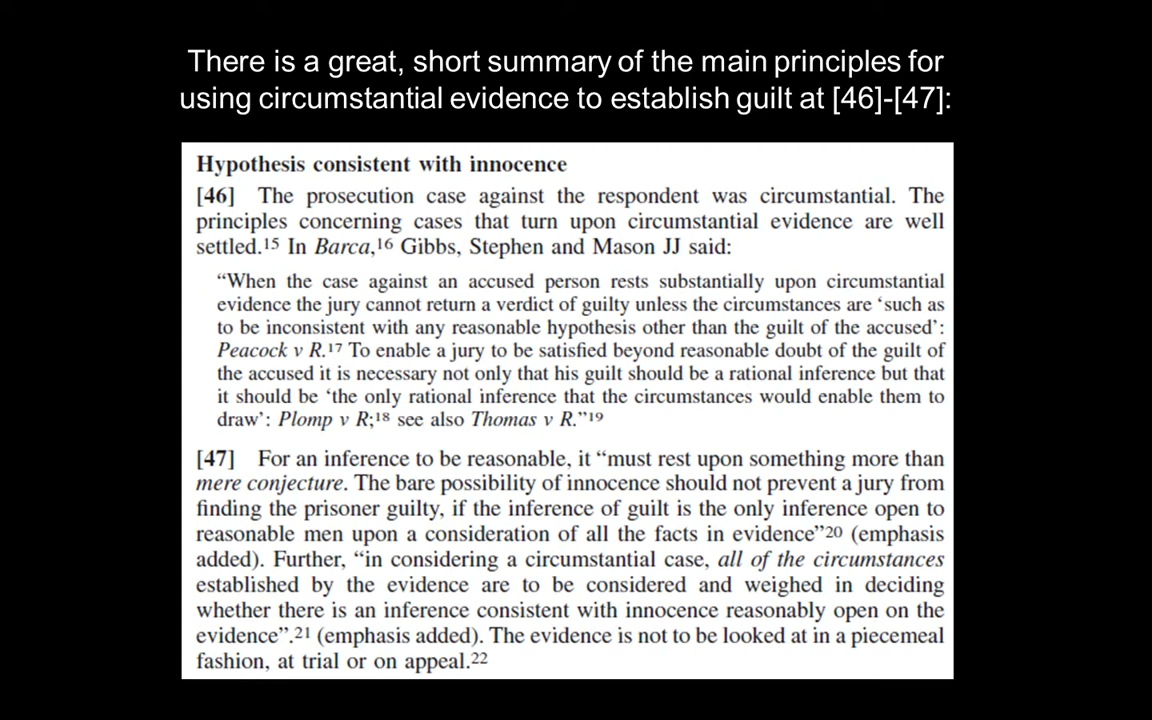 There is a great, short summary of the main principles for
using circumstantial evidence to establish guilt at [46]-[47]:
Hypothesis consistent with innocence
[46] The prosecution case against the respondent was circumstantial. The
principles concerning cases that turn upon circumstantial evidence are well
settled.15 In Barca,16 Gibbs, Stephen and Mason JJ said:
“When the case against an accused person rests substantially upon circumstantial
evidence the jury cannot return a verdict of guilty unless the circumstances are ‘such as
to be inconsistent with any reasonable hypothesis other than the guilt of the accused’:
Peacock v R.17 To enable a jury to be satisfied beyond reasonable doubt of the guilt of
the accused it is necessary not only that his guilt should be a rational inference but that
it should be ‘the only rational inference that the circumstances would enable them to
draw’: Plomp v R;18 see also Thomas v R.”19
[47] For an inference to be reasonable, it “must rest upon something more than
mere conjecture. The bare possibility of innocence should not prevent a jury from
finding the prisoner guilty, if the inference of guilt is the only inference open to
reasonable men upon a consideration of all the facts in evidence”20 (emphasis
added). Further, “in considering a circumstantial case, all of the circumstances
established by the evidence are to be considered and weighed in deciding
whether there is an inference consistent with innocence reasonably open on the
evidence”.21 (emphasis added). The evidence is not to be looked at in a piecemeal
fashion, at trial or on appeal.22